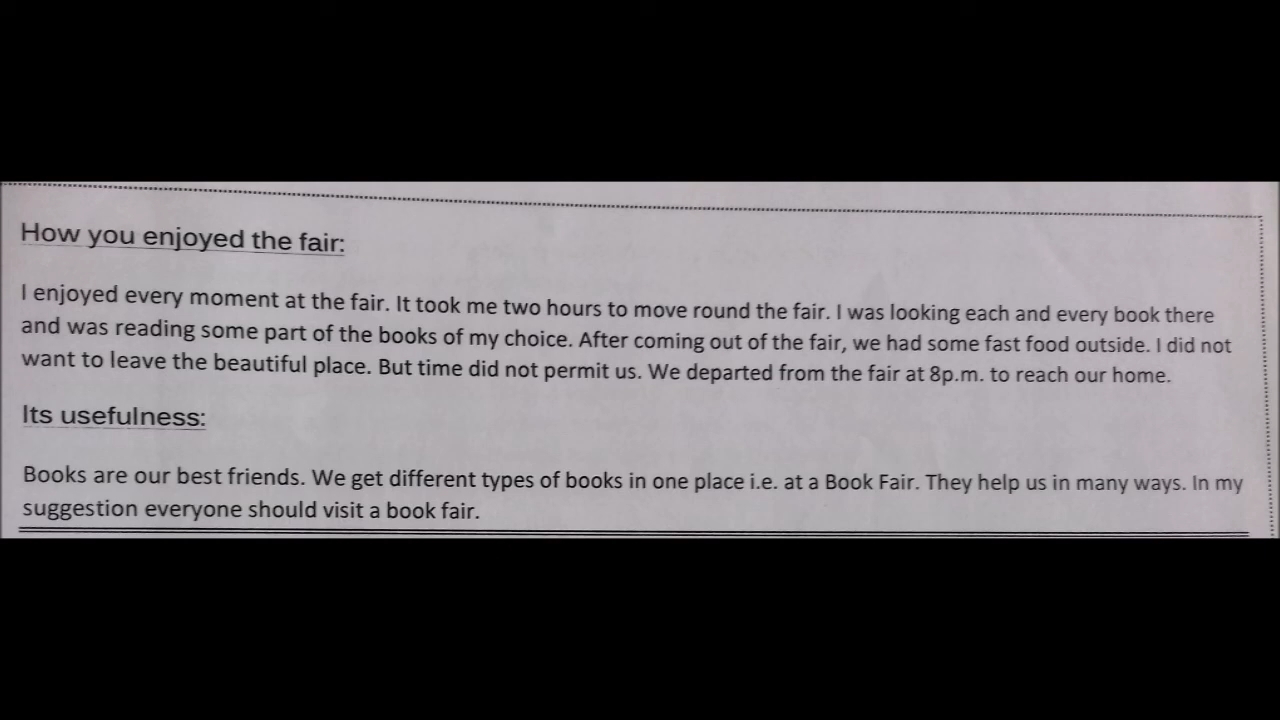 How you enjoyed the fair:
I enjoyed every moment at the fair. It took me two hours to move round the fair. I was looking each and every book there
and was reading some part of the books of my choice. After coming out of the fair, we had some fast food outside. I did not
want to leave the beautiful place. But time did not permit us. We departed from the fair at 8p.m. to reach our home.
Its usefulness:
Books are our best friends. We get different types of books in one place i.e. at a Book Fair. They help us in many ways. In my
suggestion everyone should visit a book fair.